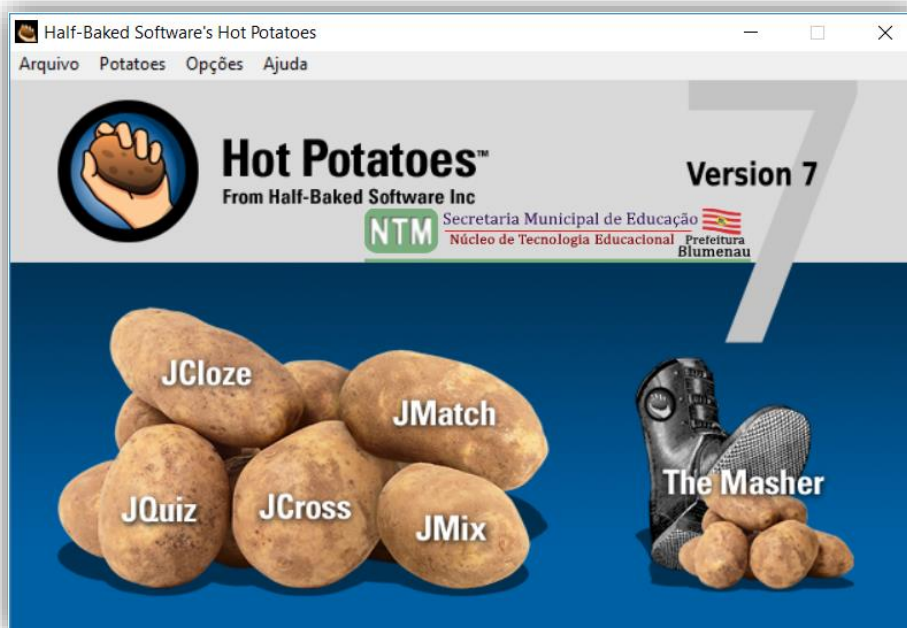 Half-Baked Software's Hot Potatoes
Arquivo Potatoes Opções Ajuda
Hot Potatoes™
From Half-Baked Software Inc
Version 7
7
NTM
Secretaria Municipal de Educação
Núcleo de Tecnologia Educacional
Prefeitura
Blumenau
JCloze
JMatch
JQuiz
JCross
JMix
The Masher